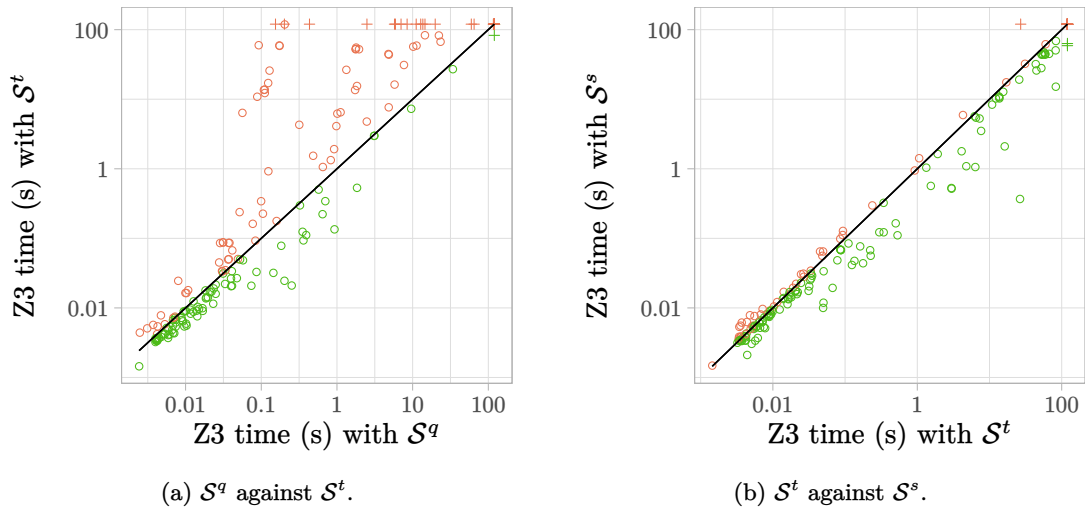 Z3 time (s) with 𝒮ᵗ
100
1
0.01
0.01 0.1 1 10 100
Z3 time (s) with 𝒮^q
(a) 𝒮^q against 𝒮ᵗ.
Z3 time (s) with 𝒮ˢ
100
1
0.01
0.01 1 100
Z3 time (s) with 𝒮ᵗ
(b) 𝒮ᵗ against 𝒮ˢ.